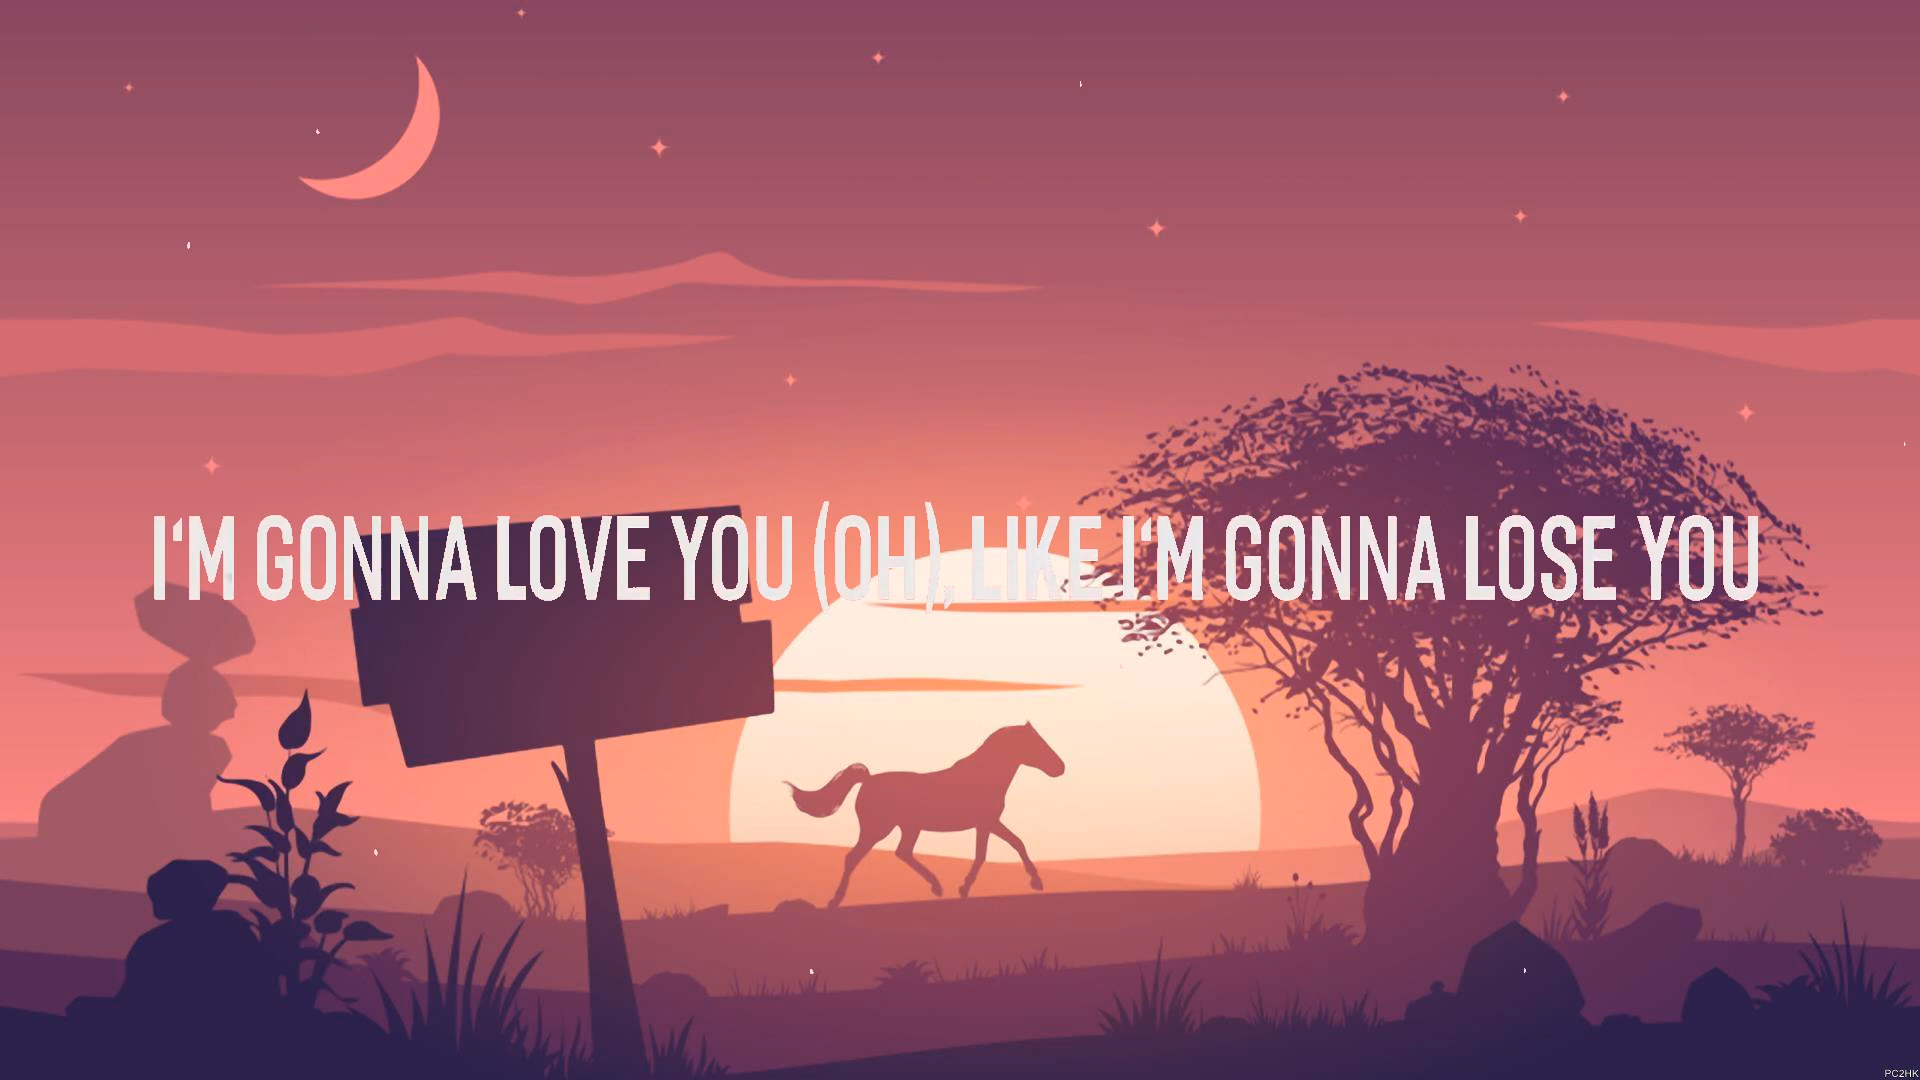 I‘M GONNA LOVE YOU (OH), LIKE I‘M GONNA LOSE YOU
PC2HK